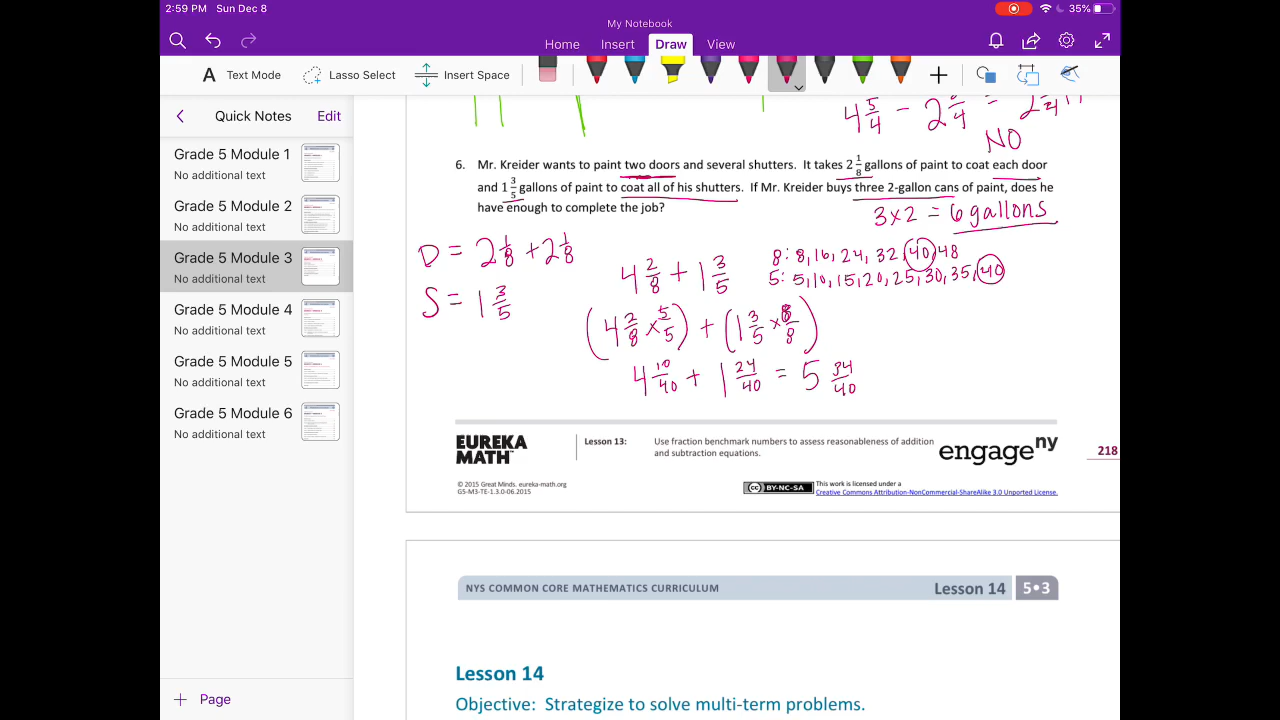 2:59 PM Sun Dec 8
35%
My Notebook
Home Insert Draw View
A Text Mode Lasso Select Insert Space
Quick Notes Edit
Grade 5 Module 1
No additional text
Grade 5 Module 2
No additional text
Grade 5 Module 3
No additional text
Grade 5 Module 4
No additional text
Grade 5 Module 5
No additional text
Grade 5 Module 6
No additional text
+ Page
NO
6. Mr. Kreider wants to paint two doors and several shutters. It takes 2 1/8 gallons of paint to coat each door
and 1 3/5 gallons of paint to coat all of his shutters. If Mr. Kreider buys three 2-gallon cans of paint, does he
enough to complete the job?
3 x 2 = 6 gallons
D = 2 1/8 + 2 1/8
8: 8, 16, 24, 32, 40, 48
4 2/8 + 1 3/5
5: 5, 10, 15, 20, 25, 30, 35, 40
S = 1 3/5
(4 2/8 x 5/5) + (1 3/5 x 8/8)
4 10/40 + 1 24/40 = 5 34/40
EUREKA
MATH™
Lesson 13: Use fraction benchmark numbers to assess reasonableness of addition
and subtraction equations.
engageny
218
© 2015 Great Minds. eureka-math.org
G5-M3-TE-1.3.0-06.2015
CC BY-NC-SA
This work is licensed under a
Creative Commons Attribution-NonCommercial-ShareAlike 3.0 Unported License.
NYS COMMON CORE MATHEMATICS CURRICULUM Lesson 14 5•3
Lesson 14
Objective: Strategize to solve multi-term problems.